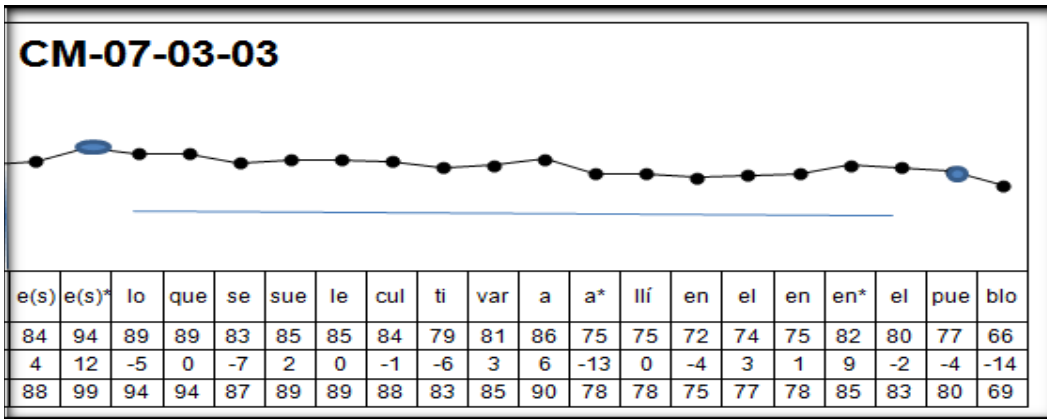 CM-07-03-03
e(s) e(s)* lo que se sue le cul ti var a a* llí en el en en* el pue blo
84 94 89 89 83 85 85 84 79 81 86 75 75 72 74 75 82 80 77 66
4 12 -5 0 -7 2 0 -1 -6 3 6 -13 0 -4 3 1 9 -2 -4 -14
88 99 94 94 87 89 89 88 83 85 90 78 78 75 77 78 85 83 80 69